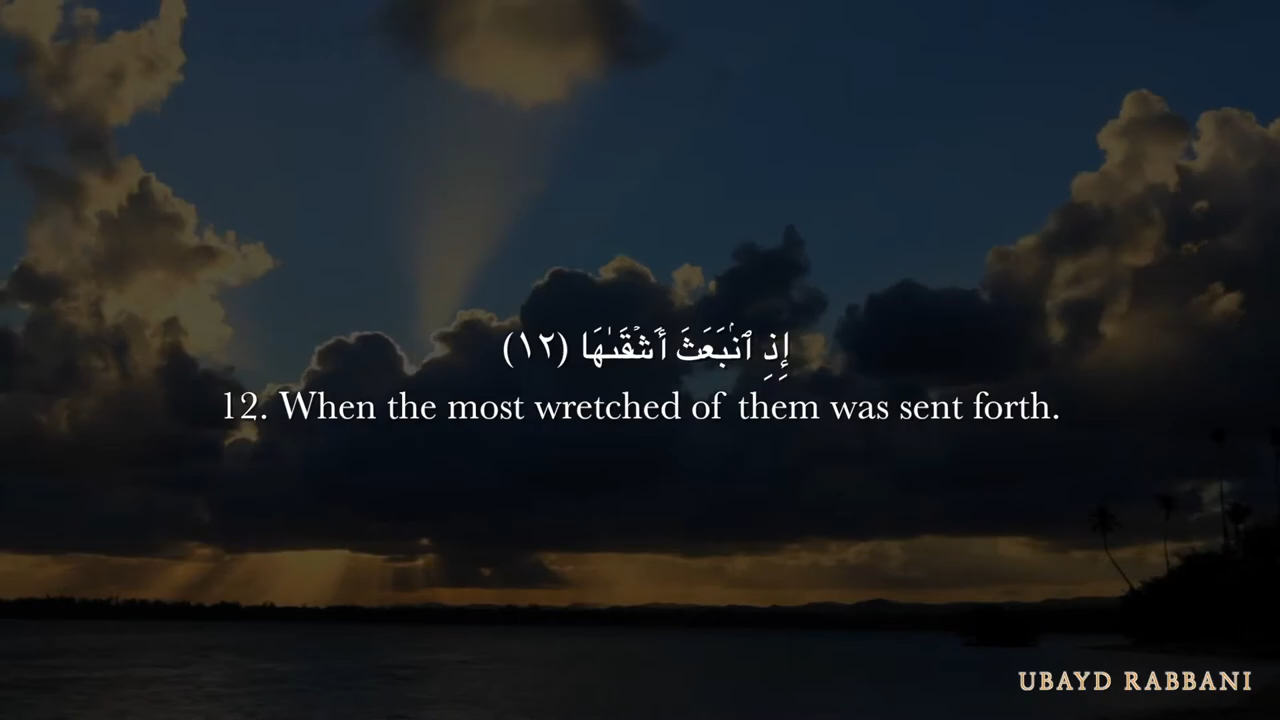 إِذِ ٱنۢبَعَثَ أَشْقَىٰهَا (١٢)
12. When the most wretched of them was sent forth.
UBAYD RABBANI